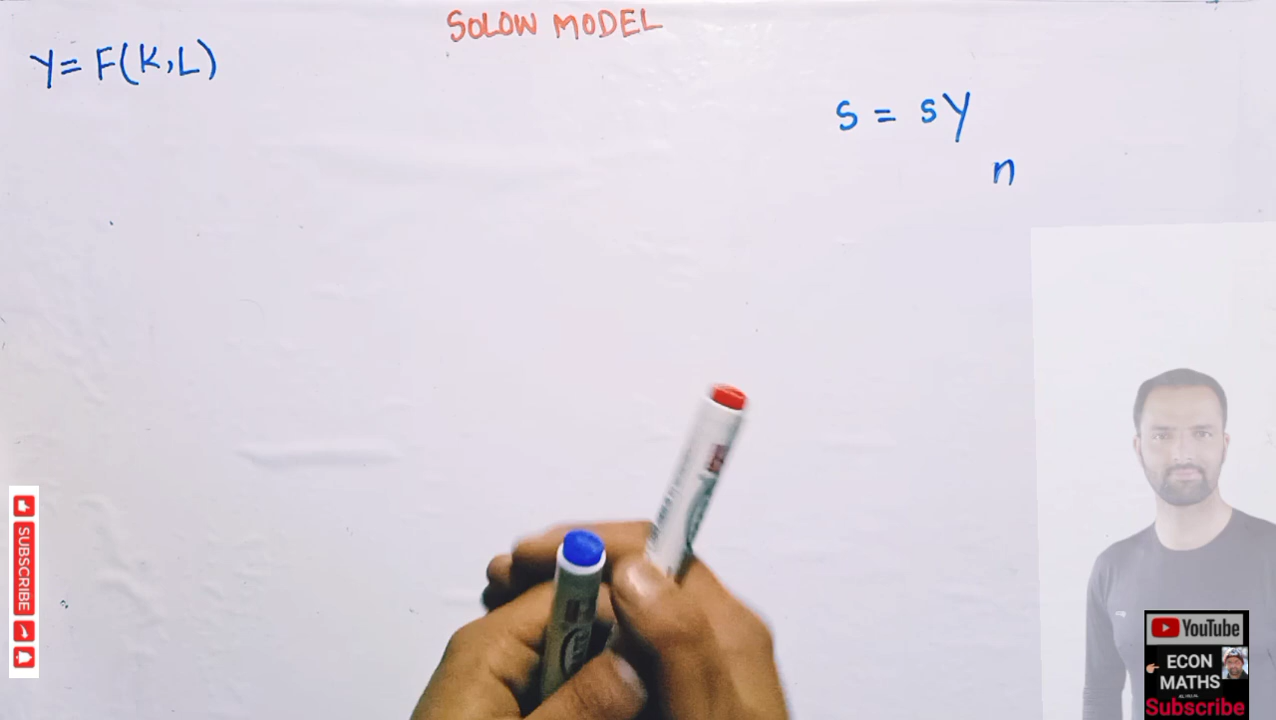 SOLOW MODEL
Y = F(K,L)
S = sY
n
SUBSCRIBE
YouTube
ECON
MATHS
Subscribe